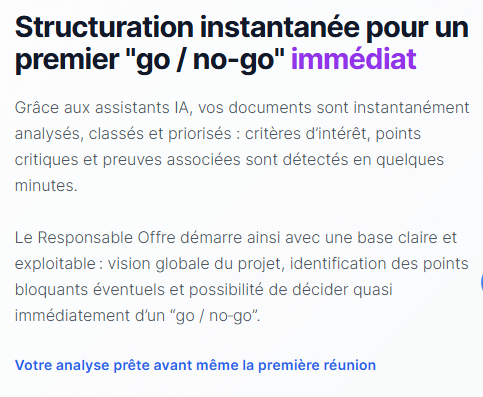 Structuration instantanée pour un
premier "go / no-go" immédiat
Grâce aux assistants IA, vos documents sont instantanément
analysés, classés et priorisés : critères d’intérêt, points
critiques et preuves associées sont détectés en quelques
minutes.
Le Responsable Offre démarre ainsi avec une base claire et
exploitable : vision globale du projet, identification des points
bloquants éventuels et possibilité de décider quasi
immédiatement d’un “go / no-go”.
Votre analyse prête avant même la première réunion